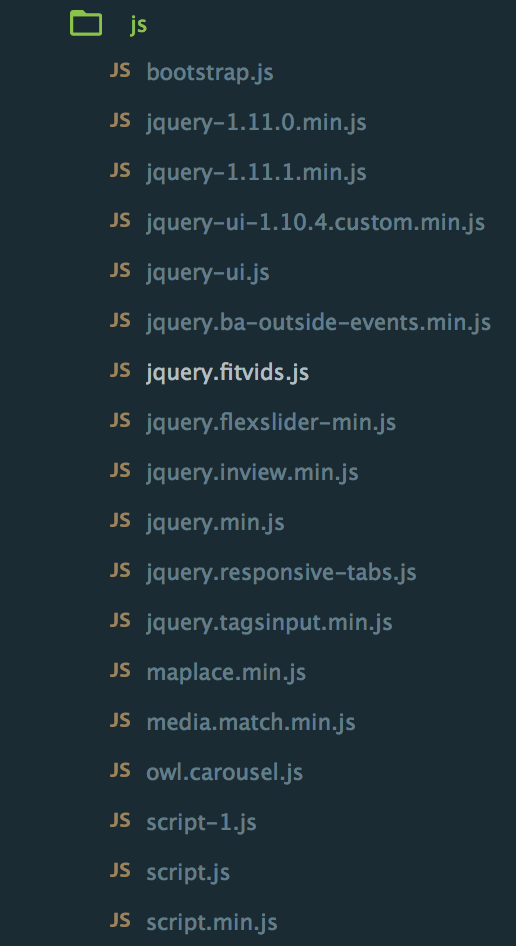 js
JS bootstrap.js
JS jquery-1.11.0.min.js
JS jquery-1.11.1.min.js
JS jquery-ui-1.10.4.custom.min.js
JS jquery-ui.js
JS jquery.ba-outside-events.min.js
JS jquery.fitvids.js
JS jquery.flexslider-min.js
JS jquery.inview.min.js
JS jquery.min.js
JS jquery.responsive-tabs.js
JS jquery.tagsinput.min.js
JS maplace.min.js
JS media.match.min.js
JS owl.carousel.js
JS script-1.js
JS script.js
JS script.min.js